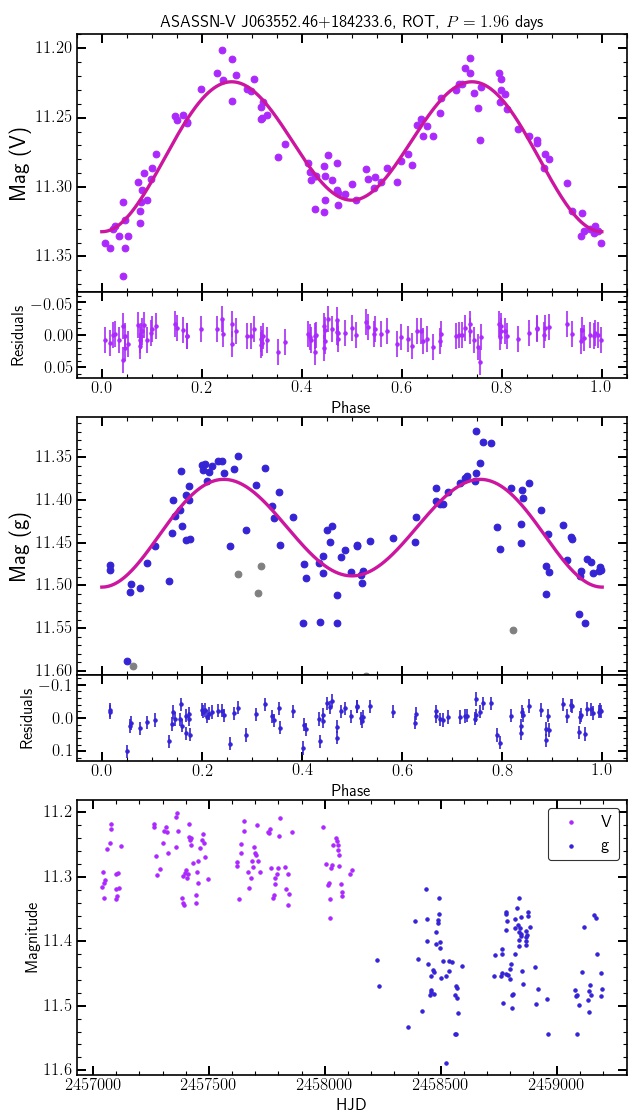 ASASSN-V J063552.46+184233.6, ROT, P = 1.96 days
11.20
11.25
11.30
11.35
Mag (V)
−0.05
0.00
0.05
Residuals
0.0 0.2 0.4 0.6 0.8 1.0
Phase
11.35
11.40
11.45
11.50
11.55
11.60
Mag (g)
−0.1
0.0
0.1
Residuals
0.0 0.2 0.4 0.6 0.8 1.0
Phase
V
g
11.2
11.3
11.4
11.5
11.6
Magnitude
2457000 2457500 2458000 2458500 2459000
HJD